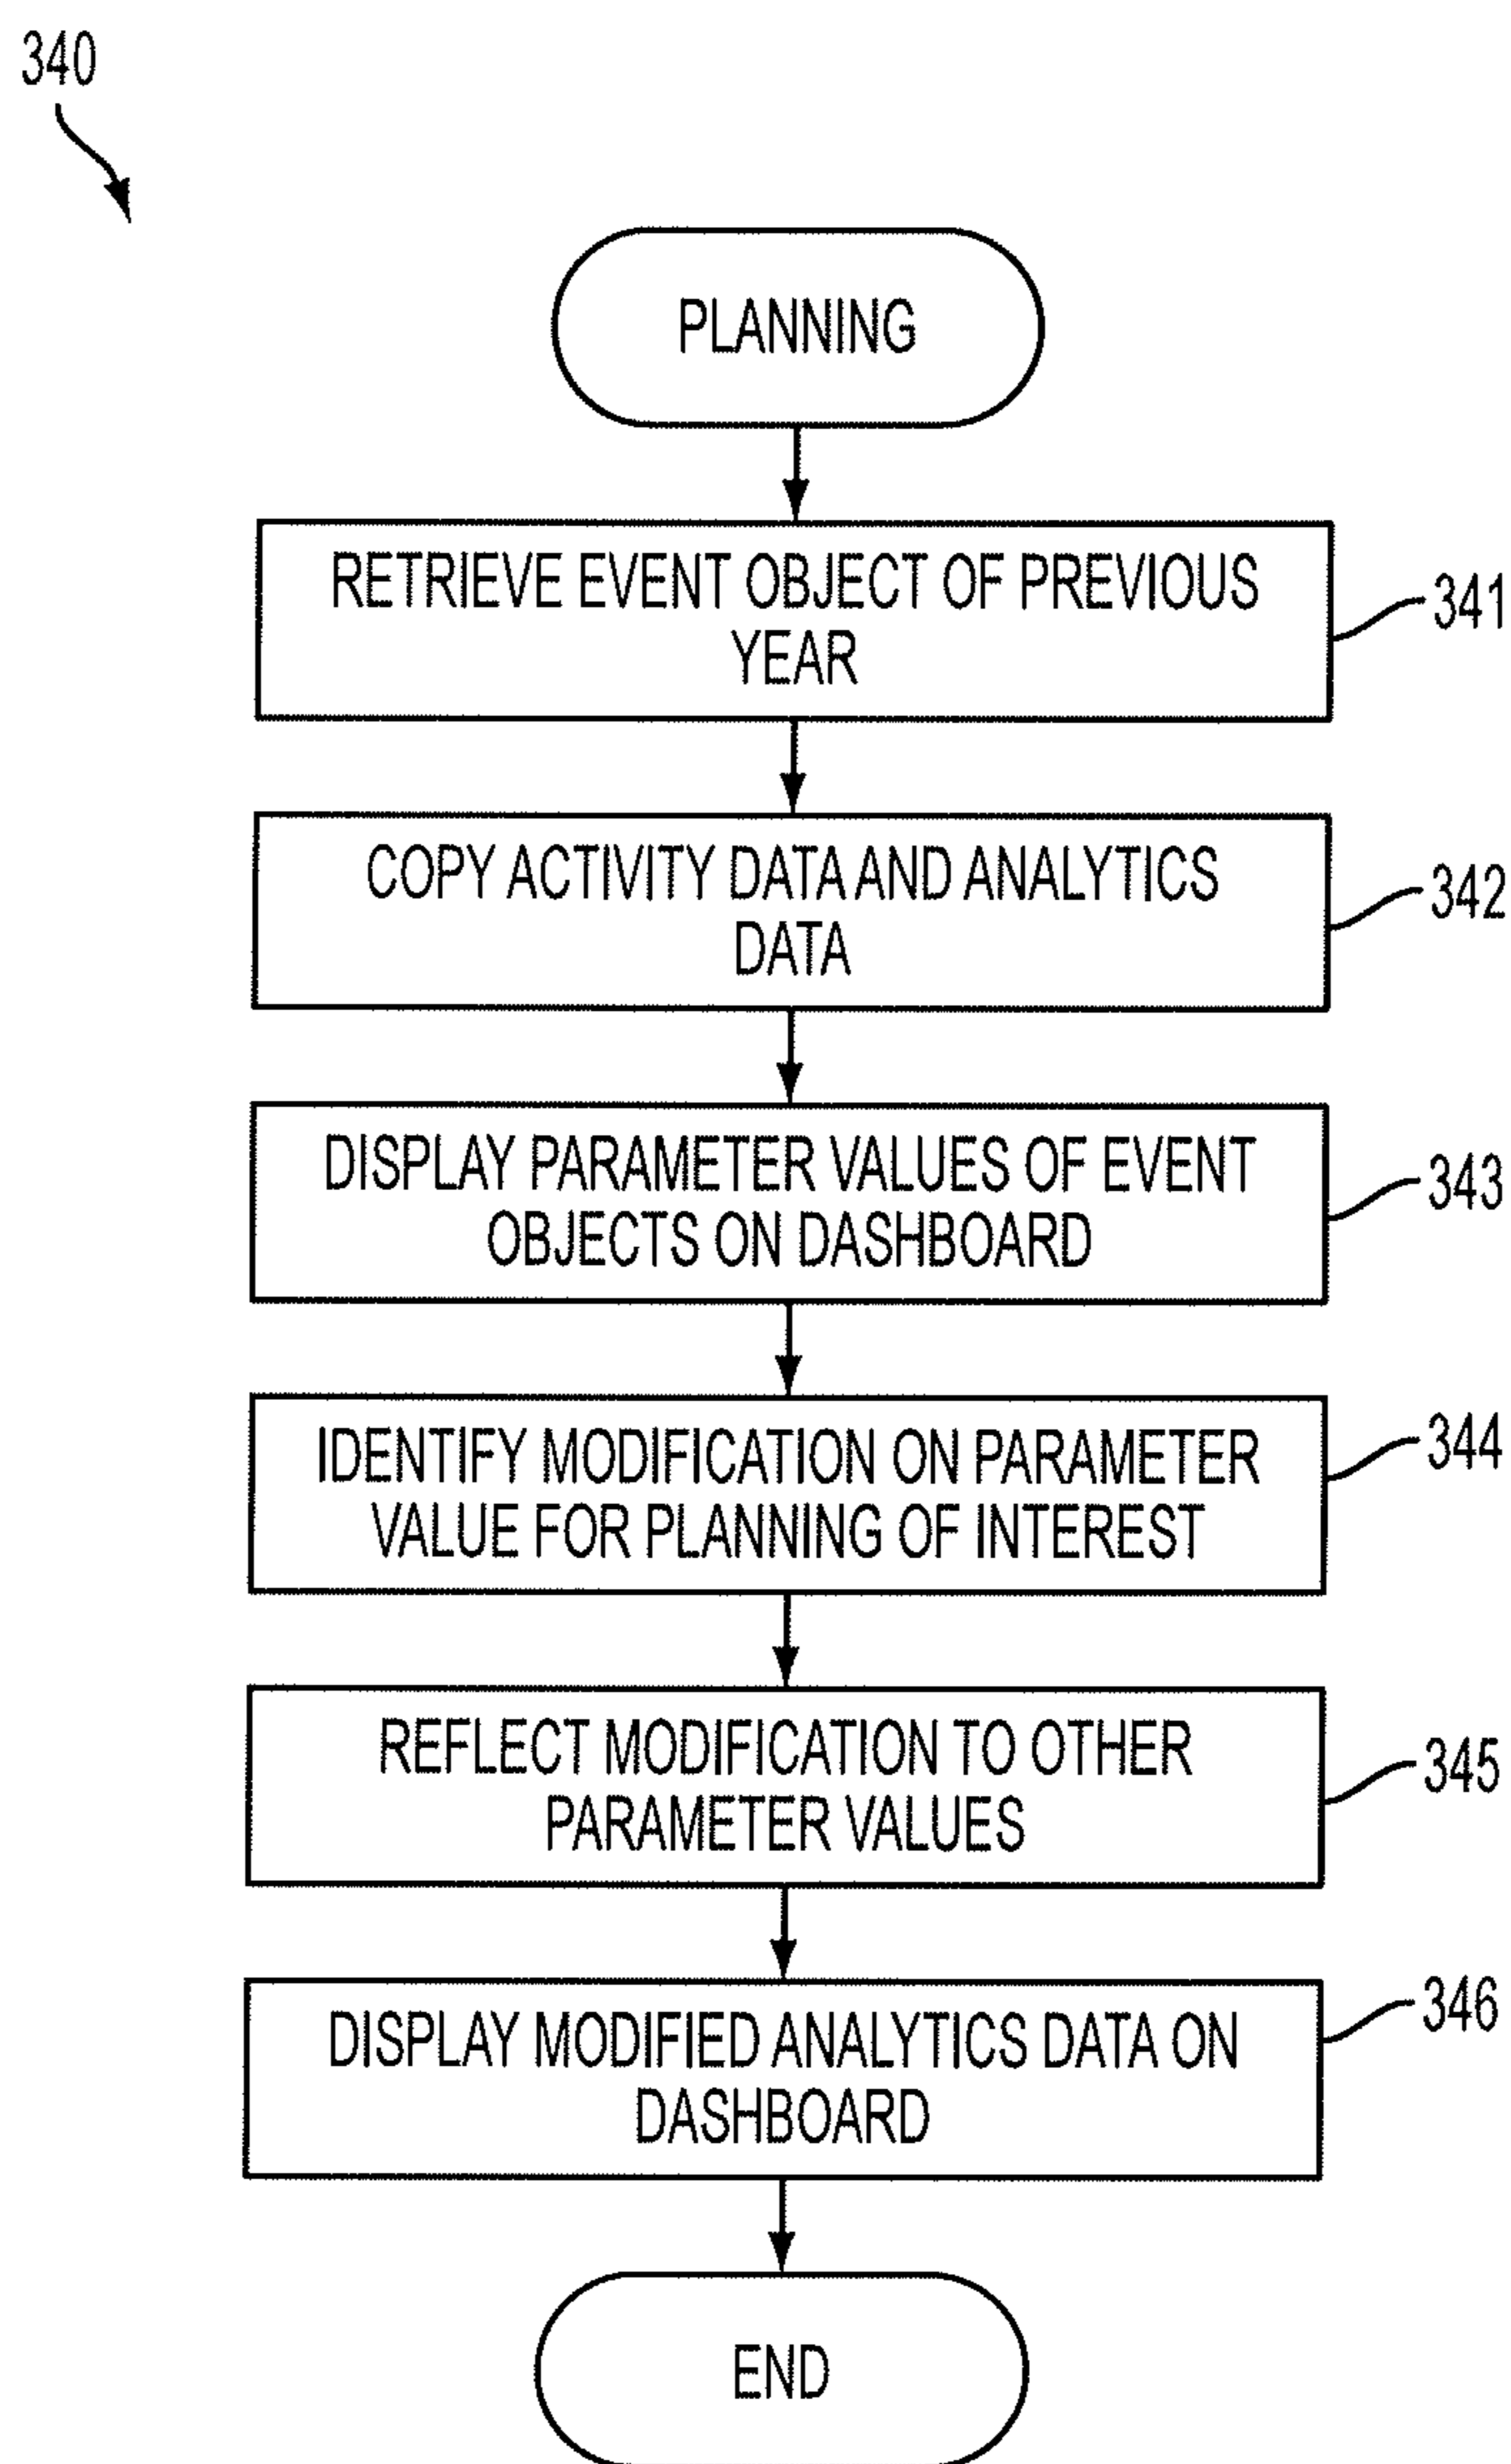 340
PLANNING
RETRIEVE EVENT OBJECT OF PREVIOUS
YEAR
341
COPY ACTIVITY DATA AND ANALYTICS
DATA
342
DISPLAY PARAMETER VALUES OF EVENT
OBJECTS ON DASHBOARD
343
IDENTIFY MODIFICATION ON PARAMETER
VALUE FOR PLANNING OF INTEREST
344
REFLECT MODIFICATION TO OTHER
PARAMETER VALUES
345
DISPLAY MODIFIED ANALYTICS DATA ON
DASHBOARD
346
END